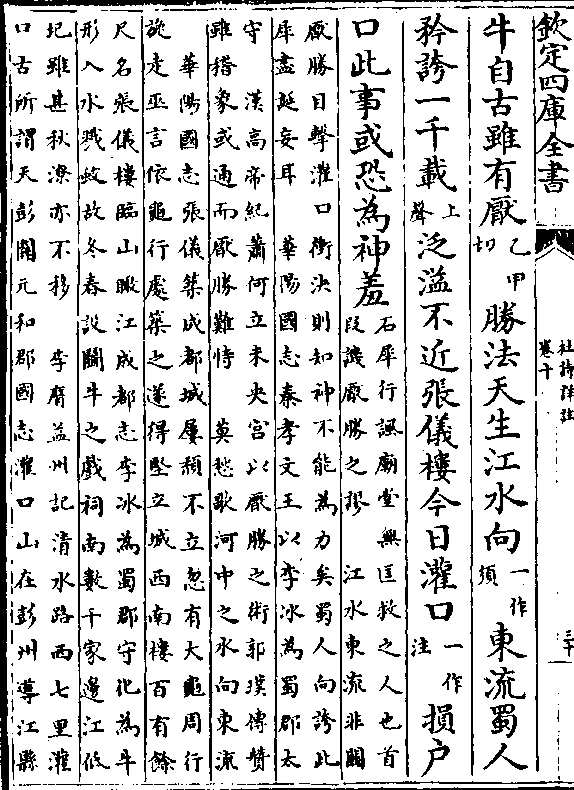 欽定四庫全書
杜詩詳註
卷十
三十
牛自古雖有厭乙甲切勝法天生江水向一作須東流蜀人
矜誇一千載上聲泛溢不近張儀樓今日灌口一作注損戶
口此事或恐為神羞石犀行諷廟堂無匡救之人也首段譏厭勝之謬 江水東流非關
厭勝目擊灌口衝決則知神不能為力矣蜀人向誇此
犀盡誕妄耳 華陽國志秦孝文王以李冰為蜀郡太
守 漢高帝紀蕭何立未央宮以厭勝之術郭璞傳贊
雖稽象或通而厭勝難恃 莫愁歌河中之水向東流
華陽國志張儀築成都城屢頹不立忽有大龜周行
旋走巫言依龜行處築之遂得堅立城西南樓百有餘
尺名張儀樓臨山瞰江成都志李冰為蜀郡守化為牛
形入水戮蛟故冬春設鬭牛之戲祠南數千家邊江低
圮雖甚秋潦亦不移 李膺益州記清水路西七里灌
口古所謂天彭關元和郡國志灌口山在彭州導江縣